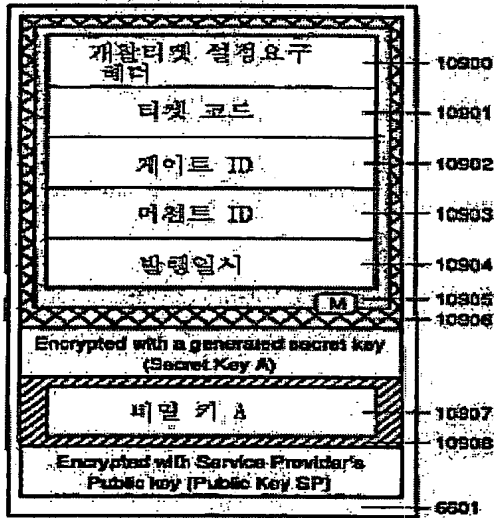 개찰티켓 설정요구
헤더
10900
티켓 코드
10901
게이트 ID
10902
머천트 ID
10903
발행일시
10904
M
10905
10906
Encrypted with a generated secret key
(Secret Key A)
비밀 키 A
10907
10908
Encrypted with Service Provider's
Public key (Public Key SP)
6601